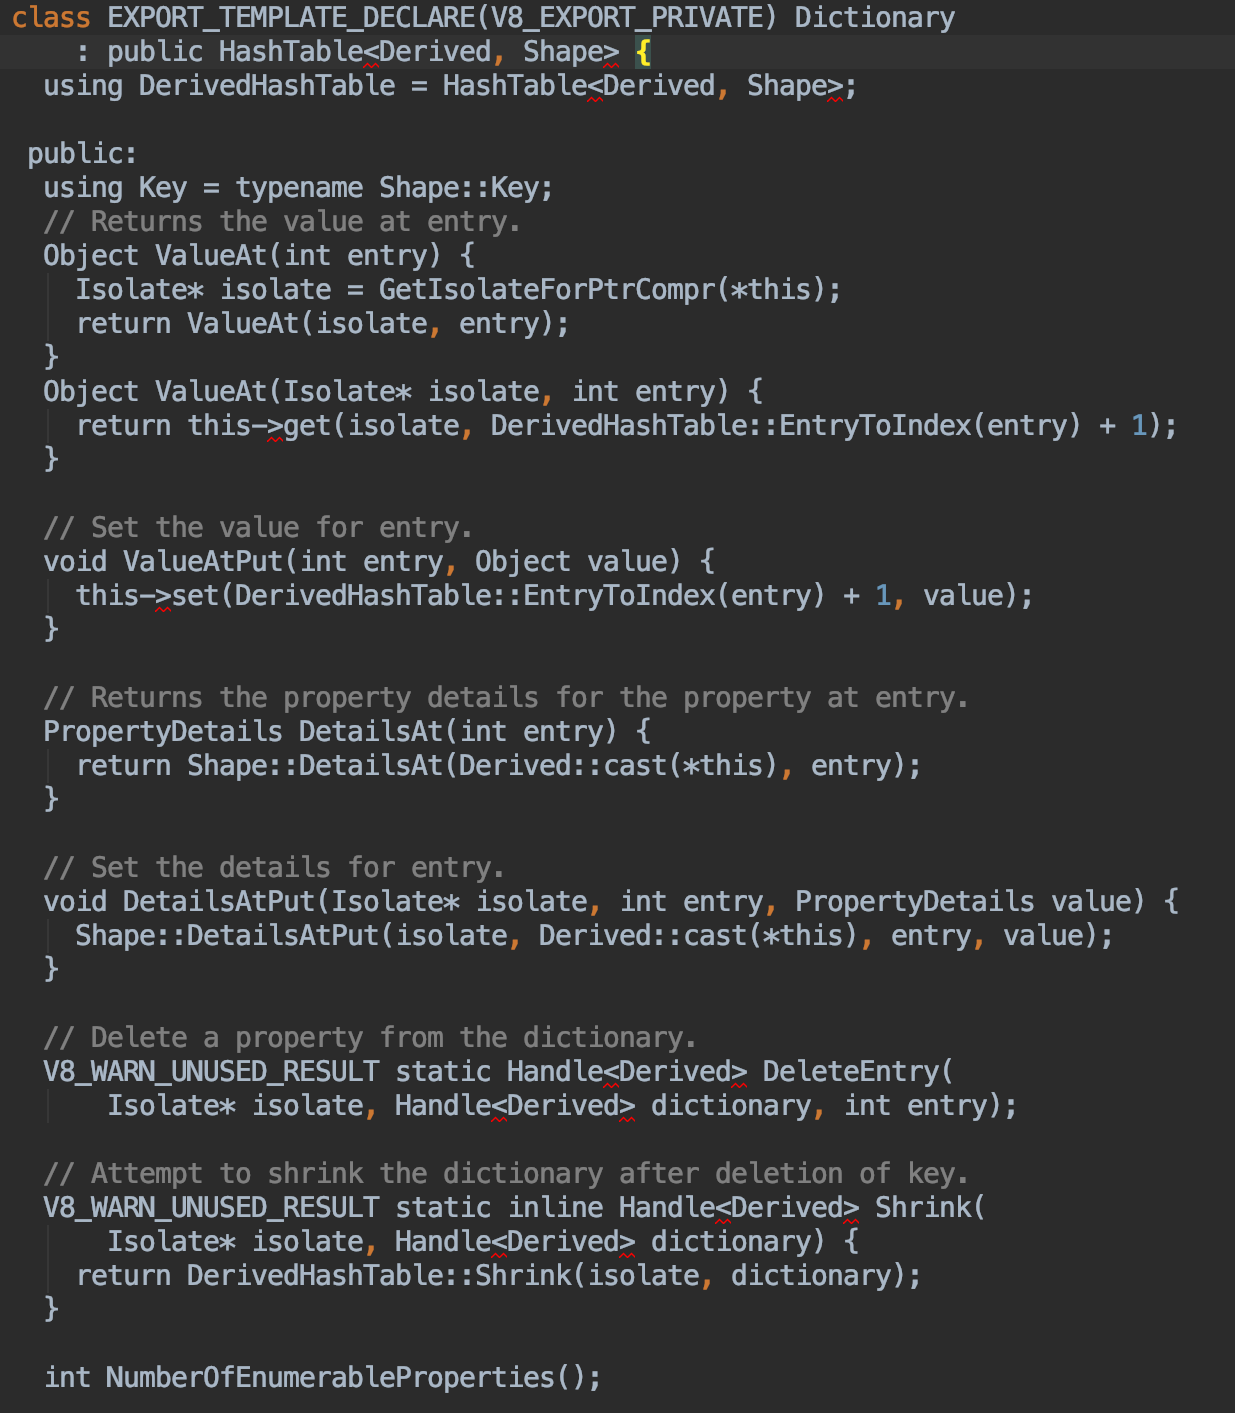 class EXPORT_TEMPLATE_DECLARE(V8_EXPORT_PRIVATE) Dictionary
    : public HashTable<Derived, Shape> {
  using DerivedHashTable = HashTable<Derived, Shape>;

 public:
  using Key = typename Shape::Key;
  // Returns the value at entry.
  Object ValueAt(int entry) {
    Isolate* isolate = GetIsolateForPtrCompr(*this);
    return ValueAt(isolate, entry);
  }
  Object ValueAt(Isolate* isolate, int entry) {
    return this->get(isolate, DerivedHashTable::EntryToIndex(entry) + 1);
  }

  // Set the value for entry.
  void ValueAtPut(int entry, Object value) {
    this->set(DerivedHashTable::EntryToIndex(entry) + 1, value);
  }

  // Returns the property details for the property at entry.
  PropertyDetails DetailsAt(int entry) {
    return Shape::DetailsAt(Derived::cast(*this), entry);
  }

  // Set the details for entry.
  void DetailsAtPut(Isolate* isolate, int entry, PropertyDetails value) {
    Shape::DetailsAtPut(isolate, Derived::cast(*this), entry, value);
  }

  // Delete a property from the dictionary.
  V8_WARN_UNUSED_RESULT static Handle<Derived> DeleteEntry(
      Isolate* isolate, Handle<Derived> dictionary, int entry);

  // Attempt to shrink the dictionary after deletion of key.
  V8_WARN_UNUSED_RESULT static inline Handle<Derived> Shrink(
      Isolate* isolate, Handle<Derived> dictionary) {
    return DerivedHashTable::Shrink(isolate, dictionary);
  }

  int NumberOfEnumerableProperties();